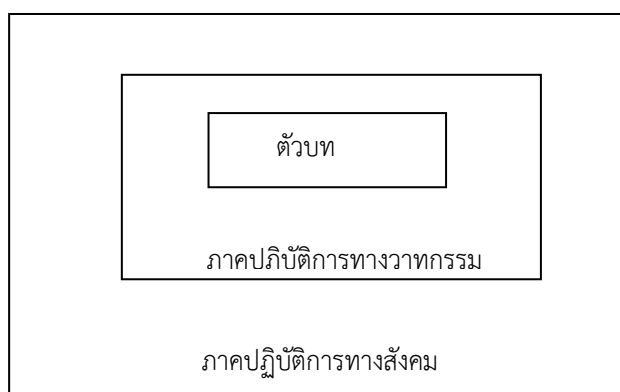 ตัวบท
ภาคปภิบัติการทางวาทกรรม
ภาคปฏิบัติการทางสังคม